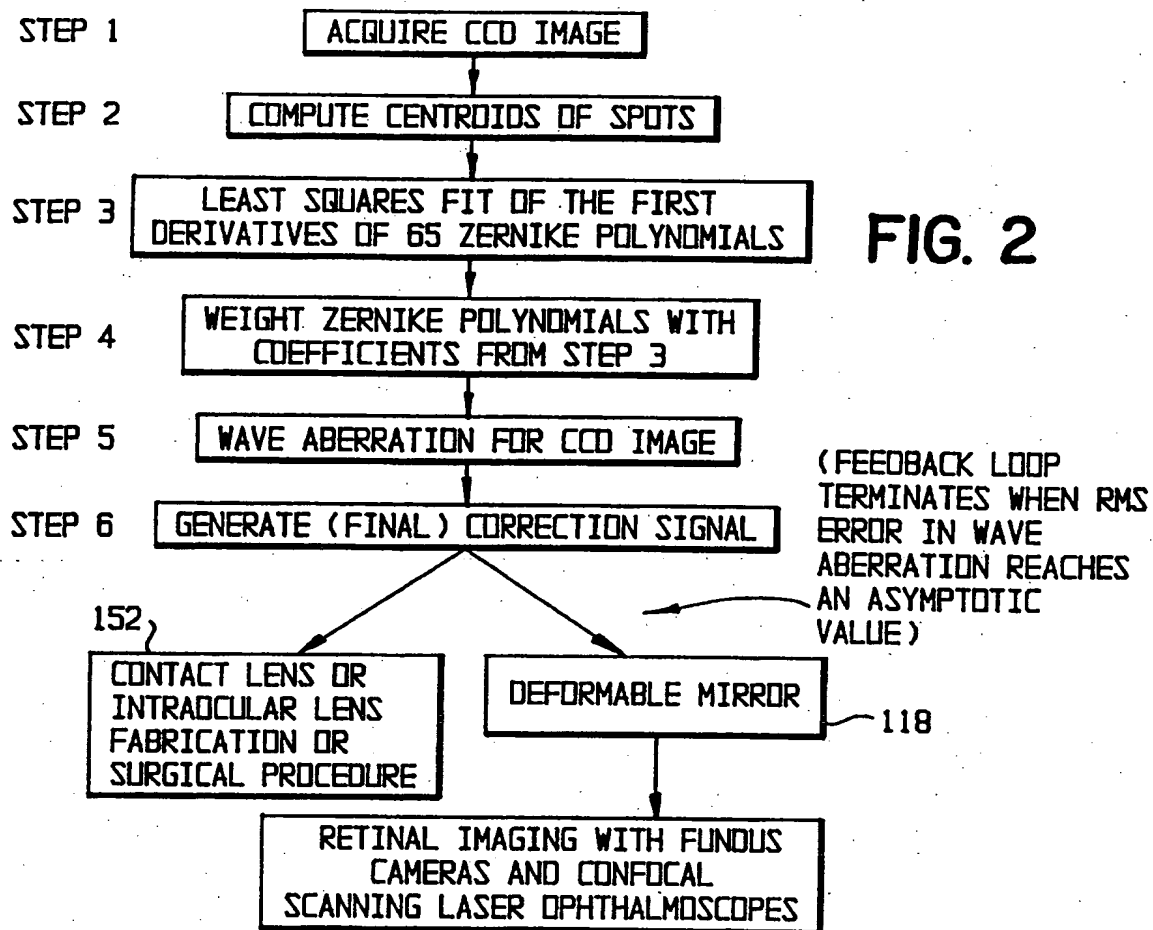 STEP 1
ACQUIRE CCD IMAGE
STEP 2
COMPUTE CENTROIDS OF SPOTS
STEP 3
LEAST SQUARES FIT OF THE FIRST
DERIVATIVES OF 65 ZERNIKE POLYNOMIALS
FIG. 2
STEP 4
WEIGHT ZERNIKE POLYNOMIALS WITH
COEFFICIENTS FROM STEP 3
STEP 5
WAVE ABERRATION FOR CCD IMAGE
STEP 6
GENERATE (FINAL) CORRECTION SIGNAL
(FEEDBACK LOOP
TERMINATES WHEN RMS
ERROR IN WAVE
ABERRATION REACHES
AN ASYMPTOTIC
VALUE)
152
CONTACT LENS OR
INTRAOCULAR LENS
FABRICATION OR
SURGICAL PROCEDURE
DEFORMABLE MIRROR
118
RETINAL IMAGING WITH FUNDUS
CAMERAS AND CONFOCAL
SCANNING LASER OPHTHALMOSCOPES